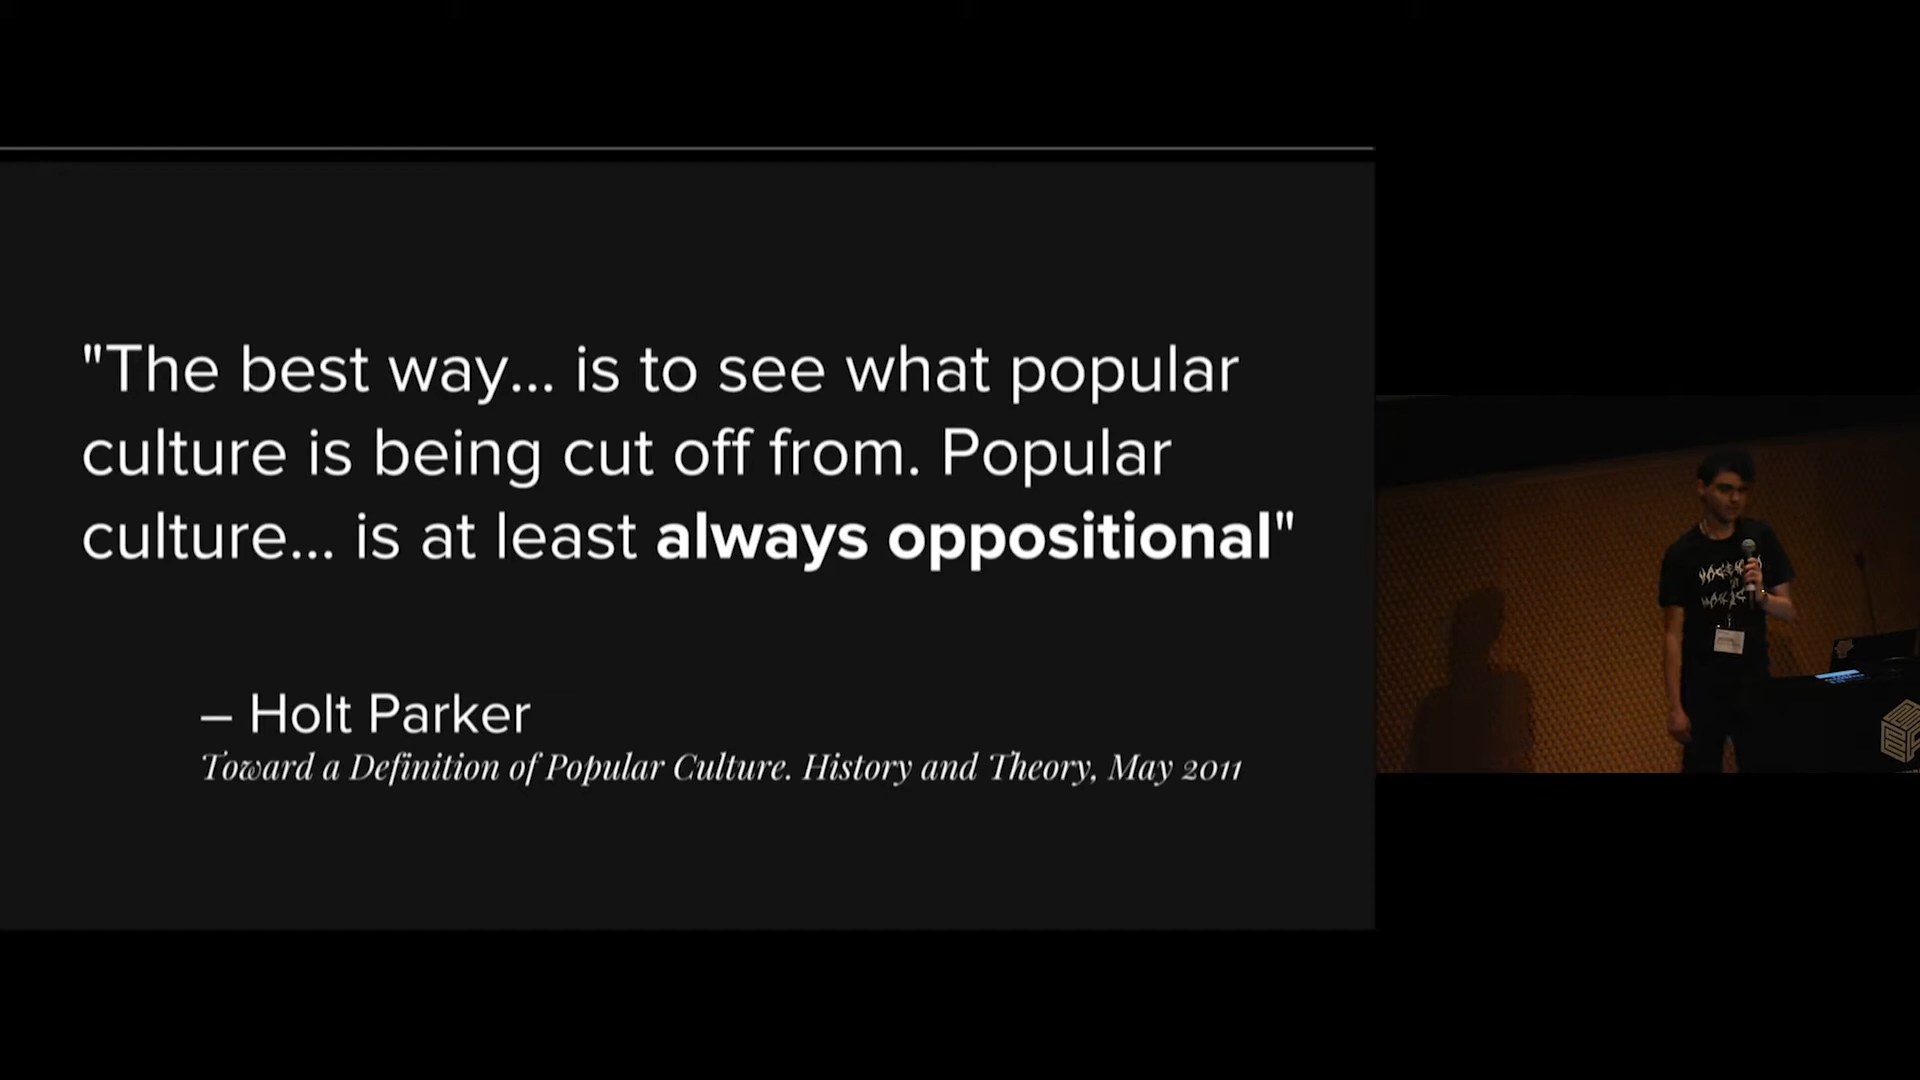 "The best way... is to see what popular
culture is being cut off from. Popular
culture... is at least always oppositional"
– Holt Parker
Toward a Definition of Popular Culture. History and Theory, May 2011